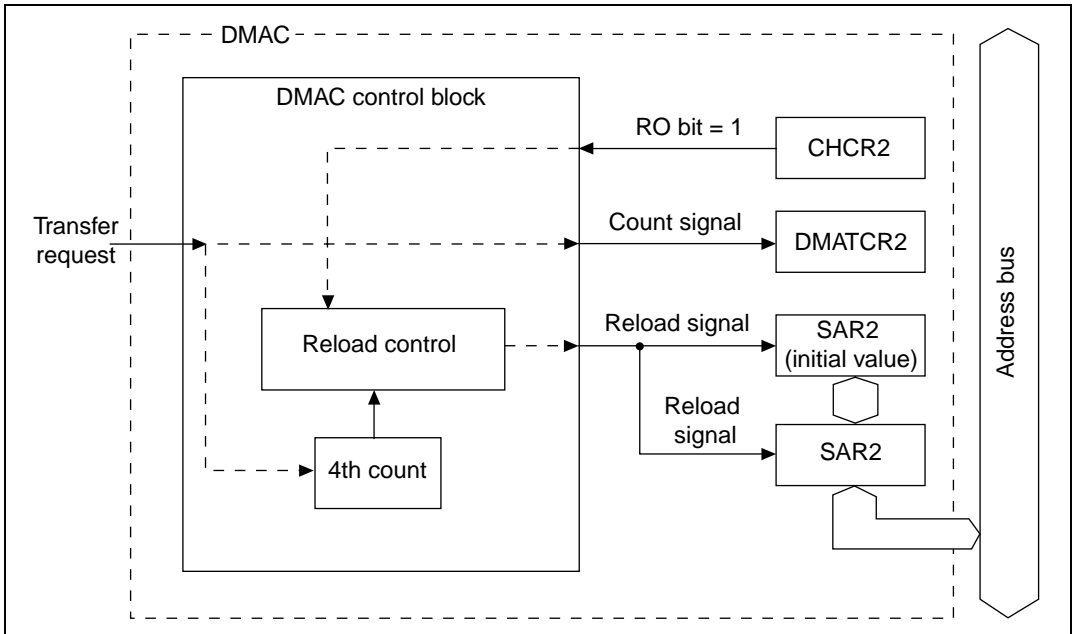 DMAC
DMAC control block
RO bit = 1
CHCR2
Transfer
request
Count signal
DMATCR2
Reload control
Reload signal
SAR2
(initial value)
Reload
signal
SAR2
4th count
Address bus